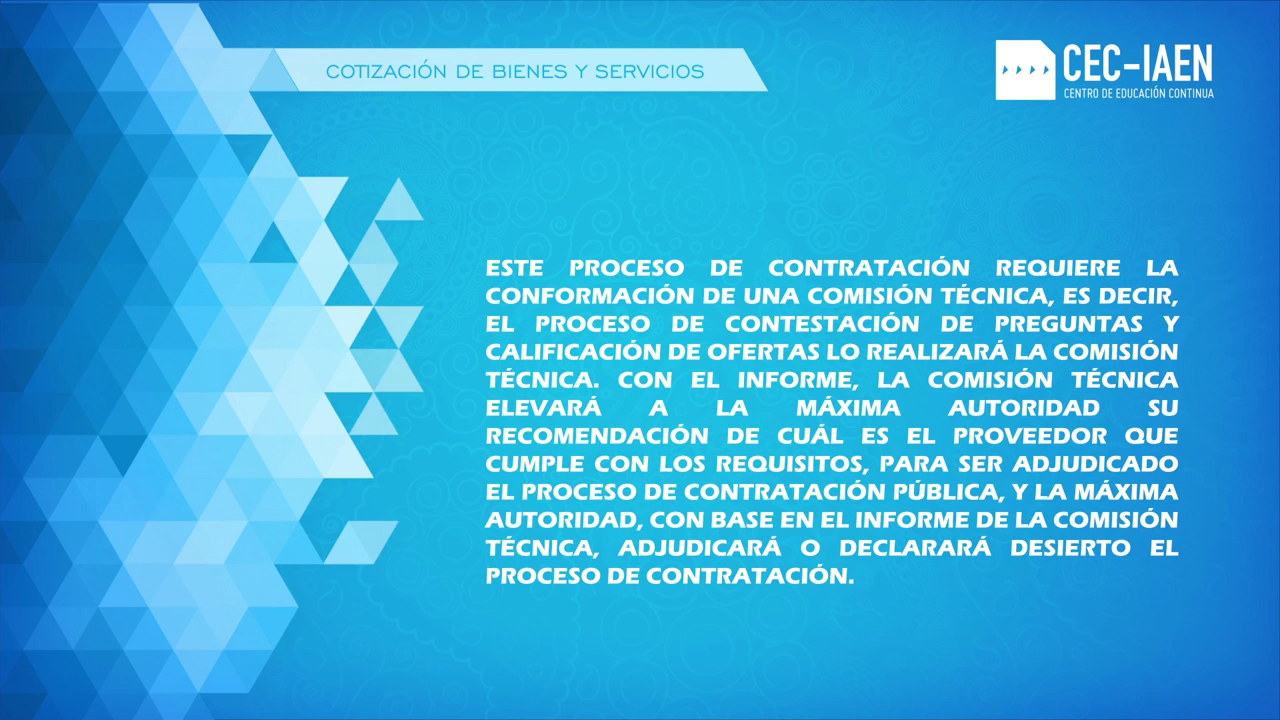 COTIZACIÓN DE BIENES Y SERVICIOS
CEC-IAEN
CENTRO DE EDUCACIÓN CONTINUA
ESTE PROCESO DE CONTRATACIÓN REQUIERE LA
CONFORMACIÓN DE UNA COMISIÓN TÉCNICA, ES DECIR,
EL PROCESO DE CONTESTACIÓN DE PREGUNTAS Y
CALIFICACIÓN DE OFERTAS LO REALIZARÁ LA COMISIÓN
TÉCNICA. CON EL INFORME, LA COMISIÓN TÉCNICA
ELEVARÁ A LA MÁXIMA AUTORIDAD SU
RECOMENDACIÓN DE CUÁL ES EL PROVEEDOR QUE
CUMPLE CON LOS REQUISITOS, PARA SER ADJUDICADO
EL PROCESO DE CONTRATACIÓN PÚBLICA, Y LA MÁXIMA
AUTORIDAD, CON BASE EN EL INFORME DE LA COMISIÓN
TÉCNICA, ADJUDICARÁ O DECLARARÁ DESIERTO EL
PROCESO DE CONTRATACIÓN.